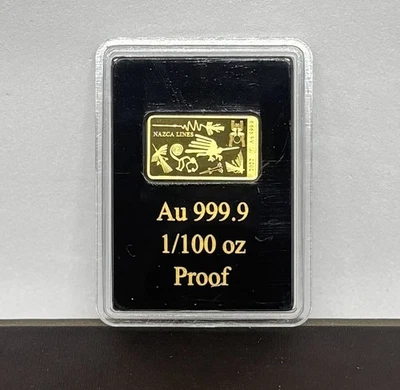 NAZCA LINES
Au 999.9
1/100 oz
Proof